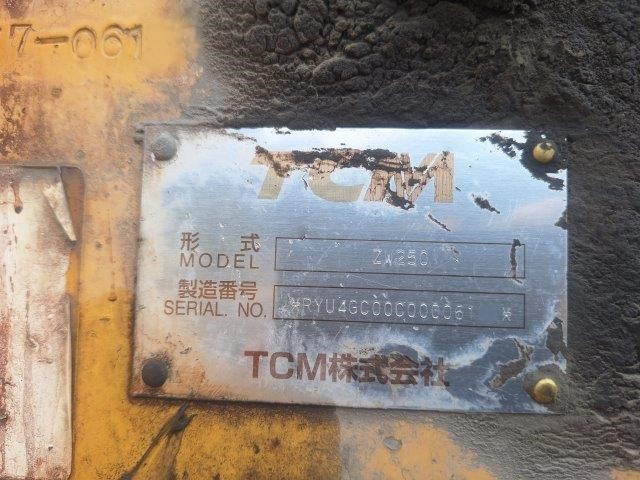 7-061
TCM
形式
MODEL ZW250
製造番号
SERIAL. NO. *RYU4GC00C000061 *
TCM株式会社